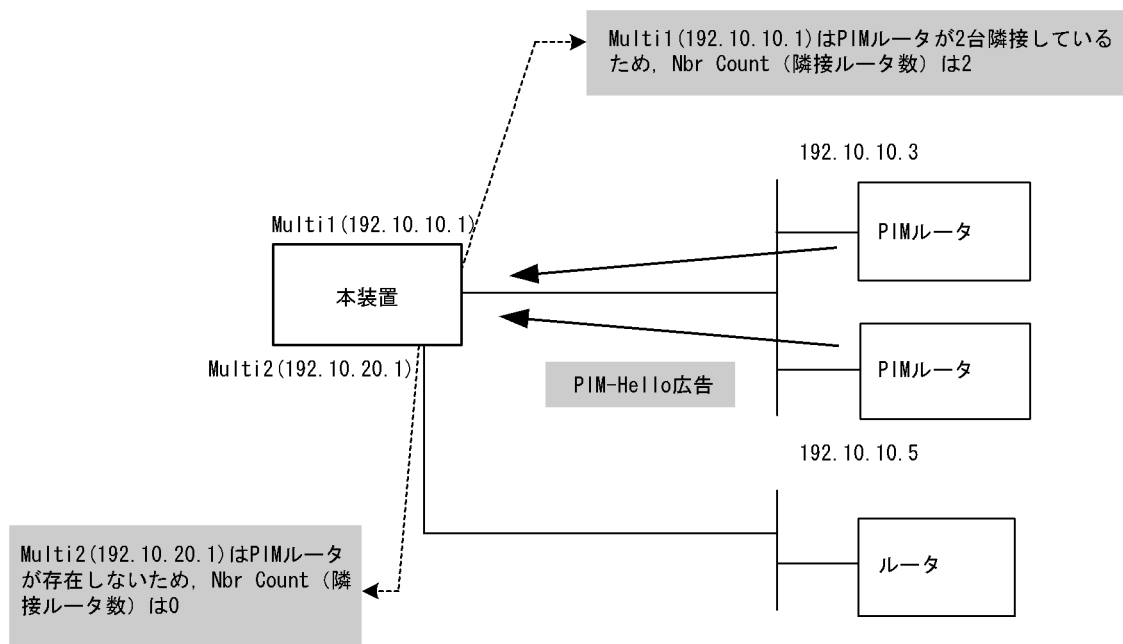 Multi1(192.10.10.1)はPIMルータが2台隣接している
ため, Nbr Count（隣接ルータ数）は2
192.10.10.3
Multi1(192.10.10.1)
PIMルータ
本装置
Multi2(192.10.20.1)
PIM-Hello広告
PIMルータ
192.10.10.5
Multi2(192.10.20.1)はPIMルータ
が存在しないため, Nbr Count（隣
接ルータ数）は0
ルータ